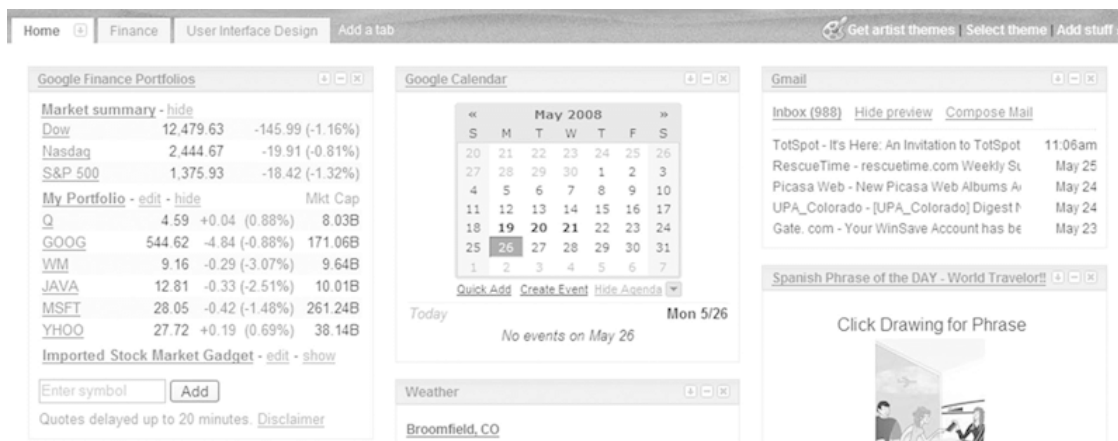 Home Finance User Interface Design Add a tab Get artist themes | Select theme | Add stuff
Google Finance Portfolios
Market summary - hide
Dow 12,479.63 -145.99 (-1.16%)
Nasdaq 2,444.67 -19.91 (-0.81%)
S&P 500 1,375.93 -18.42 (-1.32%)
My Portfolio - edit - hide Mkt Cap
Q 4.59 +0.04 (0.88%) 8.03B
GOOG 544.62 -4.84 (-0.88%) 171.06B
WM 9.16 -0.29 (-3.07%) 9.64B
JAVA 12.81 -0.33 (-2.51%) 10.01B
MSFT 28.05 -0.42 (-1.48%) 261.24B
YHOO 27.72 +0.19 (0.69%) 38.14B
Imported Stock Market Gadget - edit - show
Enter symbol Add
Quotes delayed up to 20 minutes. Disclaimer
Google Calendar
« May 2008 »
S M T W T F S
20 21 22 23 24 25 26
27 28 29 30 1 2 3
4 5 6 7 8 9 10
11 12 13 14 15 16 17
18 19 20 21 22 23 24
25 26 27 28 29 30 31
1 2 3 4 5 6 7
Quick Add Create Event Hide Agenda
Today Mon 5/26
No events on May 26
Weather
Broomfield, CO
Gmail
Inbox (988) Hide preview Compose Mail
TotSpot - It's Here: An Invitation to TotSpot 11:06am
RescueTime - rescuetime.com Weekly Su May 25
Picasa Web - New Picasa Web Albums A May 24
UPA_Colorado - [UPA_Colorado] Digest N May 24
Gate. com - Your WinSave Account has be May 23
Spanish Phrase of the DAY - World Travelor!!
Click Drawing for Phrase